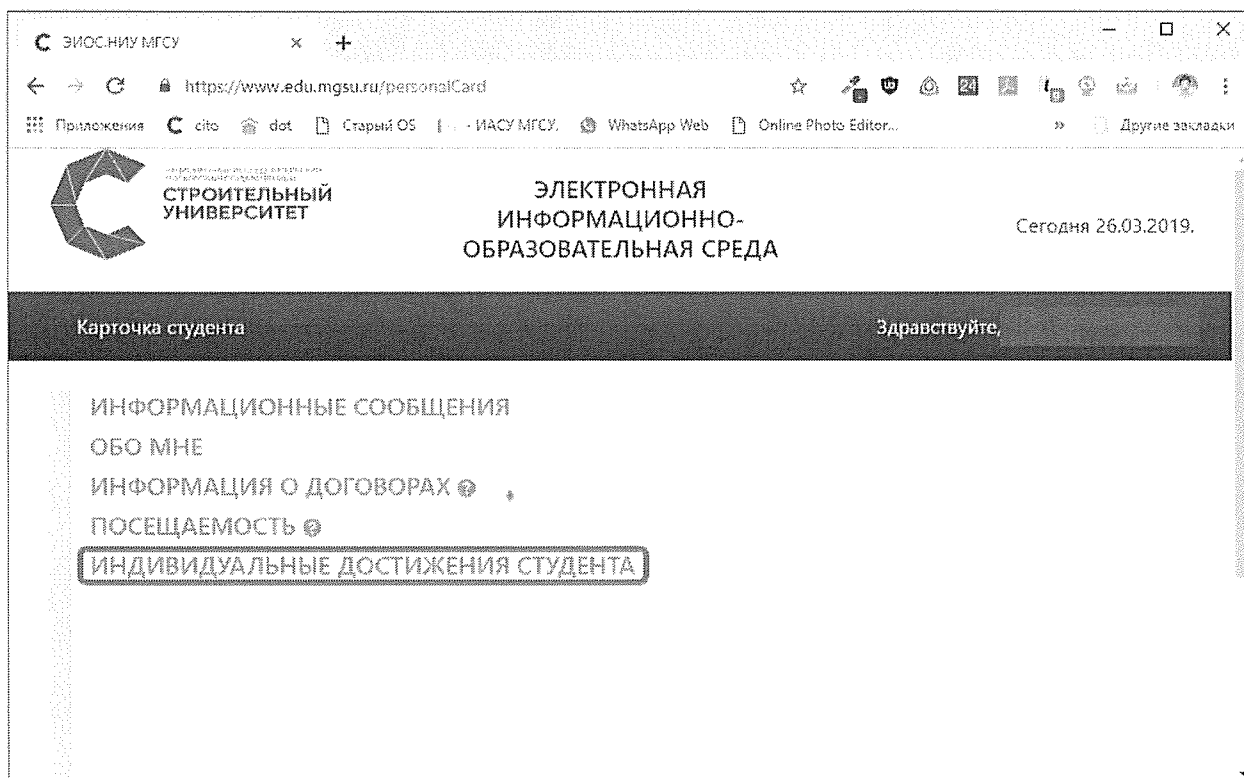 ЭИОС.НИУ МГСУ
https://www.edu.mgsu.ru/personalCard
Приложения cito dot Старый OS ИАСУ МГСУ. WhatsApp Web Online Photo Editor... » Другие закладки
СТРОИТЕЛЬНЫЙ
УНИВЕРСИТЕТ
ЭЛЕКТРОННАЯ
ИНФОРМАЦИОННО-
ОБРАЗОВАТЕЛЬНАЯ СРЕДА
Сегодня 26.03.2019.
Карточка студента
Здравствуйте,
ИНФОРМАЦИОННЫЕ СООБЩЕНИЯ
ОБО МНЕ
ИНФОРМАЦИЯ О ДОГОВОРАХ ?
ПОСЕЩАЕМОСТЬ ?
ИНДИВИДУАЛЬНЫЕ ДОСТИЖЕНИЯ СТУДЕНТА